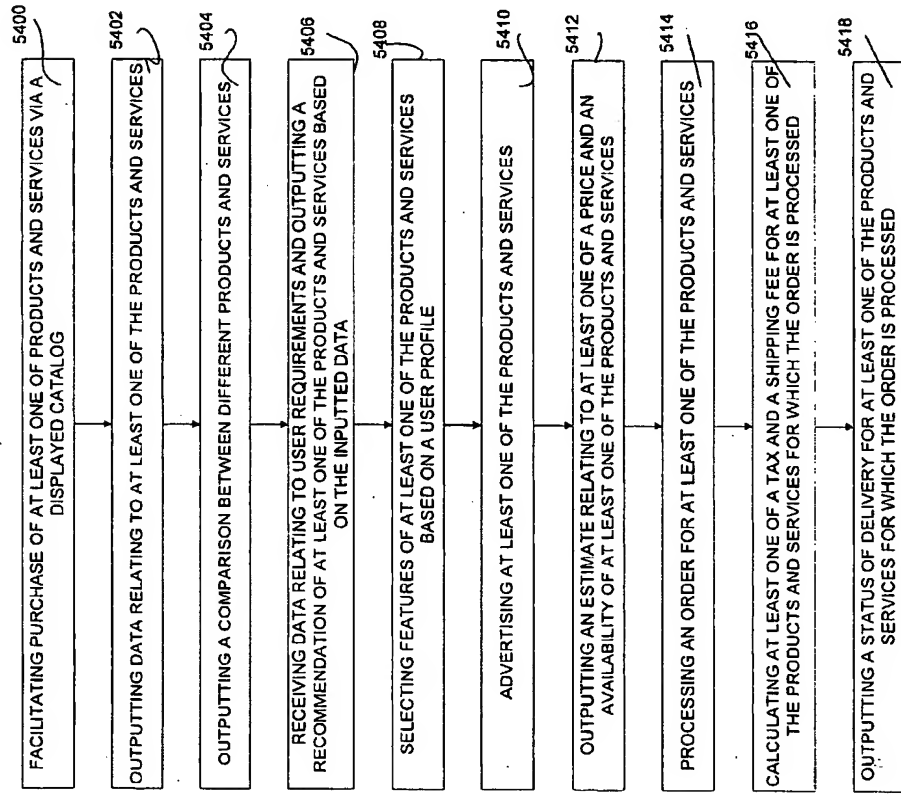 5400
FACILITATING PURCHASE OF AT LEAST ONE OF PRODUCTS AND SERVICES VIA A
DISPLAYED CATALOG
5402
OUTPUTTING DATA RELATING TO AT LEAST ONE OF THE PRODUCTS AND SERVICES
5404
OUTPUTTING A COMPARISON BETWEEN DIFFERENT PRODUCTS AND SERVICES
5406
RECEIVING DATA RELATING TO USER REQUIREMENTS AND OUTPUTTING A
RECOMMENDATION OF AT LEAST ONE OF THE PRODUCTS AND SERVICES BASED
ON THE INPUTTED DATA
5408
SELECTING FEATURES OF AT LEAST ONE OF THE PRODUCTS AND SERVICES
BASED ON A USER PROFILE
5410
ADVERTISING AT LEAST ONE OF THE PRODUCTS AND SERVICES
5412
OUTPUTTING AN ESTIMATE RELATING TO AT LEAST ONE OF A PRICE AND AN
AVAILABILITY OF AT LEAST ONE OF THE PRODUCTS AND SERVICES
5414
PROCESSING AN ORDER FOR AT LEAST ONE OF THE PRODUCTS AND SERVICES
5416
CALCULATING AT LEAST ONE OF A TAX AND A SHIPPING FEE FOR AT LEAST ONE OF
THE PRODUCTS AND SERVICES FOR WHICH THE ORDER IS PROCESSED
5418
OUTPUTTING A STATUS OF DELIVERY FOR AT LEAST ONE OF THE PRODUCTS AND
SERVICES FOR WHICH THE ORDER IS PROCESSED